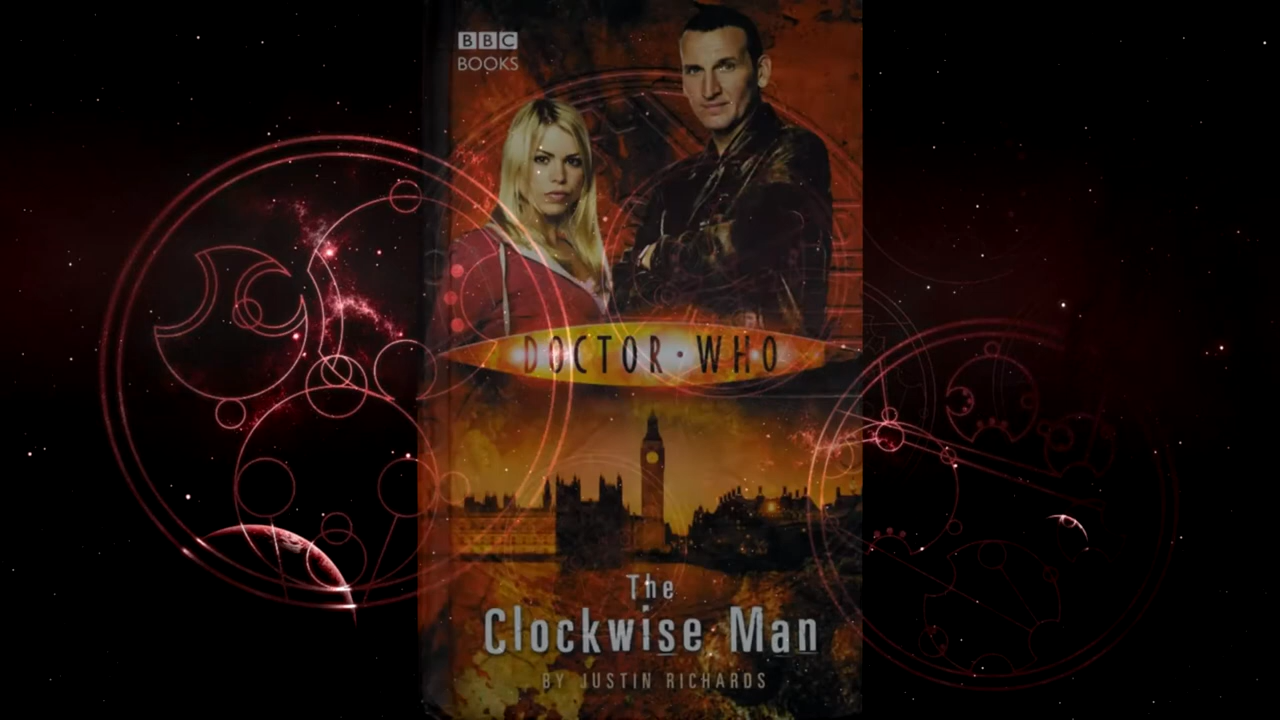 BBC
BOOKS
DOCTOR · WHO
The
Clockwise Man
BY JUSTIN RICHARDS